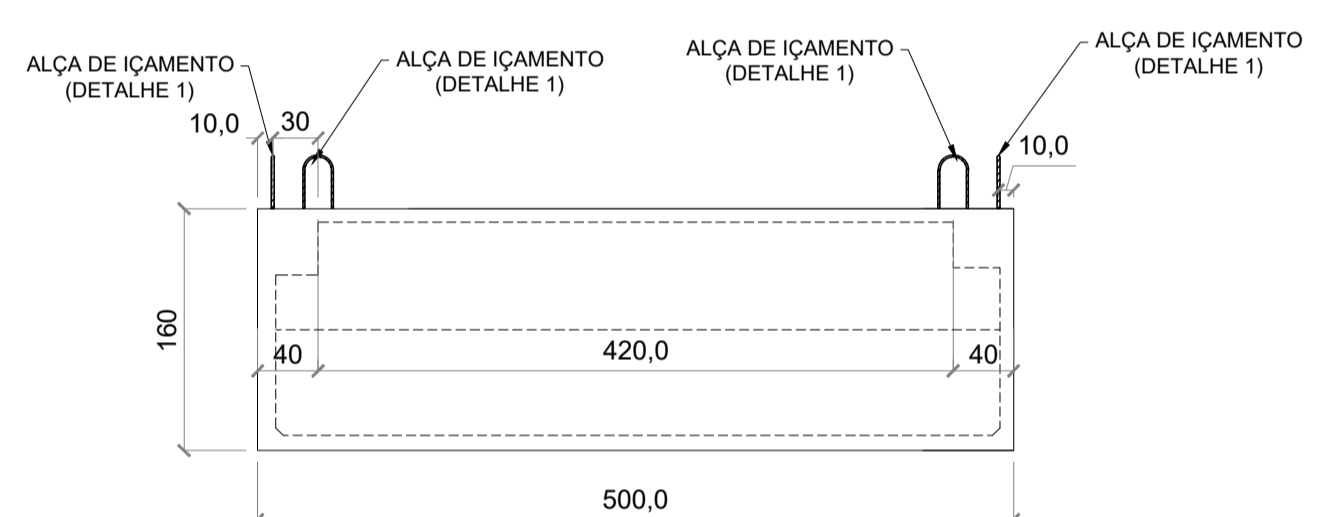 ALÇA DE IÇAMENTO
(DETALHE 1)
ALÇA DE IÇAMENTO
(DETALHE 1)
ALÇA DE IÇAMENTO
(DETALHE 1)
ALÇA DE IÇAMENTO
(DETALHE 1)
10,0
30
10,0
160
40
420,0
40
500,0